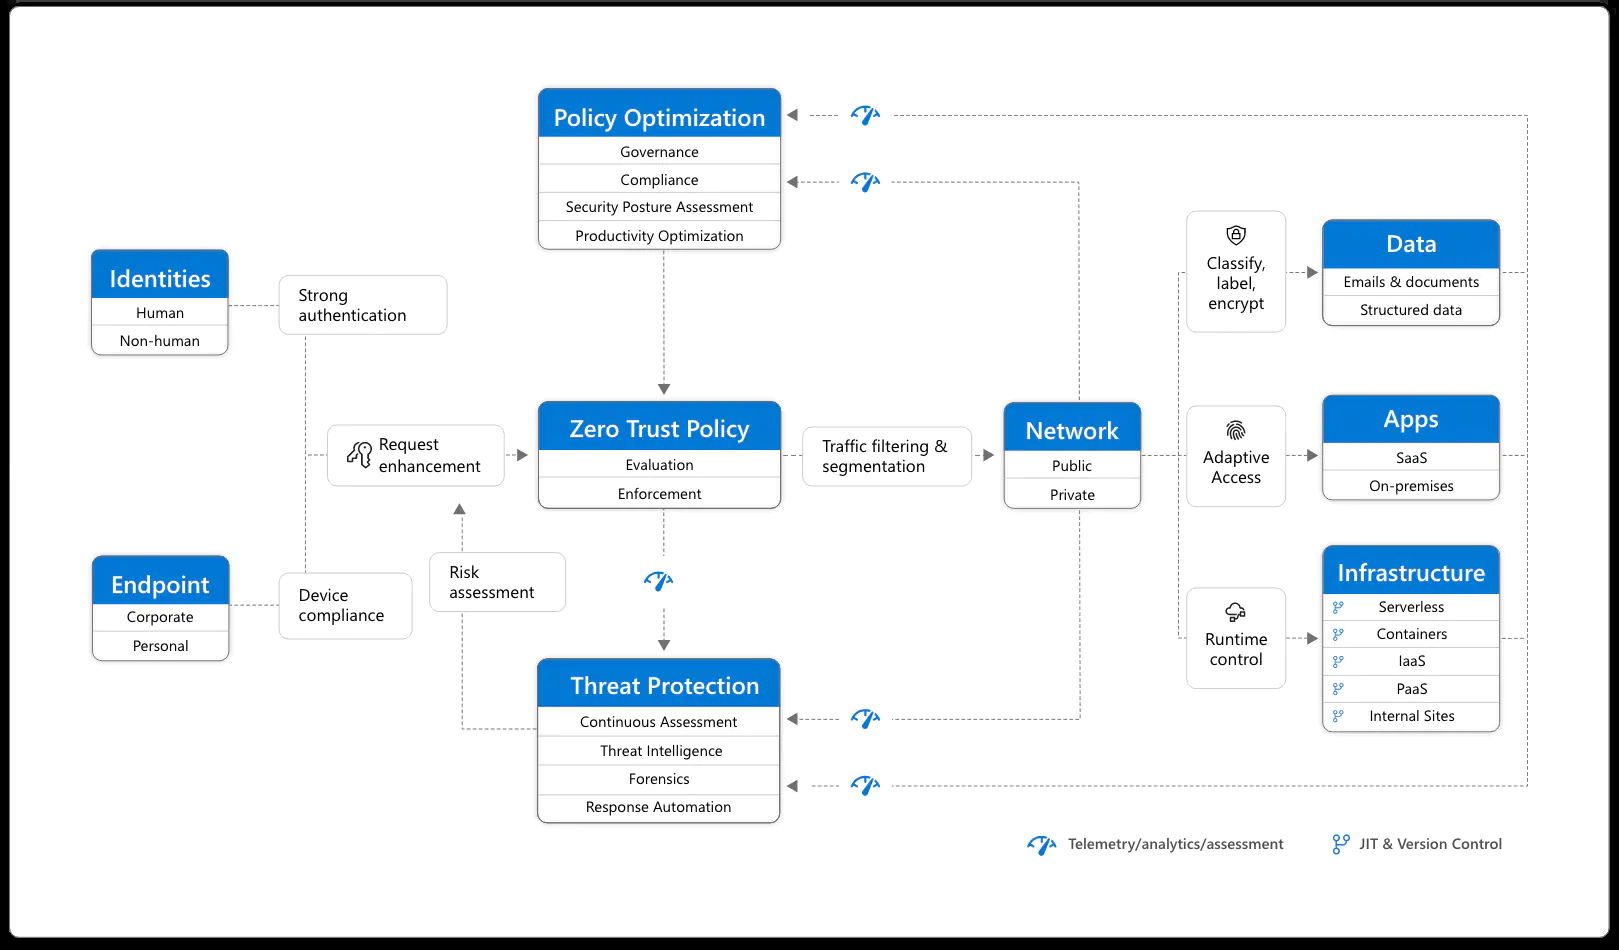 Policy Optimization
Governance
Compliance
Security Posture Assessment
Productivity Optimization
Identities
Human
Non-human
Strong
authentication
Classify,
label,
encrypt
Data
Emails & documents
Structured data
Request
enhancement
Zero Trust Policy
Evaluation
Enforcement
Traffic filtering &
segmentation
Network
Public
Private
Adaptive
Access
Apps
SaaS
On-premises
Endpoint
Corporate
Personal
Device
compliance
Risk
assessment
Runtime
control
Infrastructure
Serverless
Containers
IaaS
PaaS
Internal Sites
Threat Protection
Continuous Assessment
Threat Intelligence
Forensics
Response Automation
Telemetry/analytics/assessment
JIT & Version Control